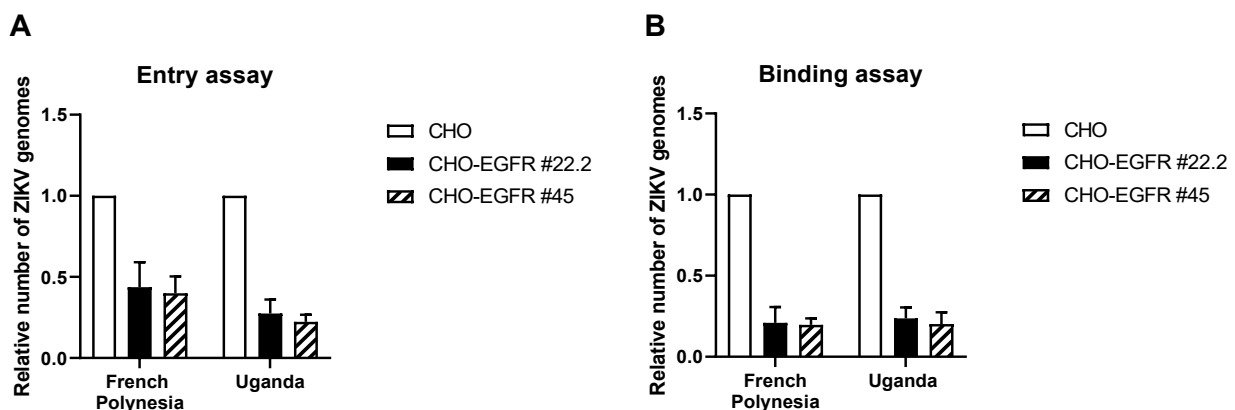 A
Entry assay
Relative number of ZIKV genomes
1.5
1.0
0.5
0.0
French
Polynesia
Uganda
CHO
CHO-EGFR #22.2
CHO-EGFR #45
B
Binding assay
Relative number of ZIKV genomes
1.5
1.0
0.5
0.0
French
Polynesia
Uganda
CHO
CHO-EGFR #22.2
CHO-EGFR #45